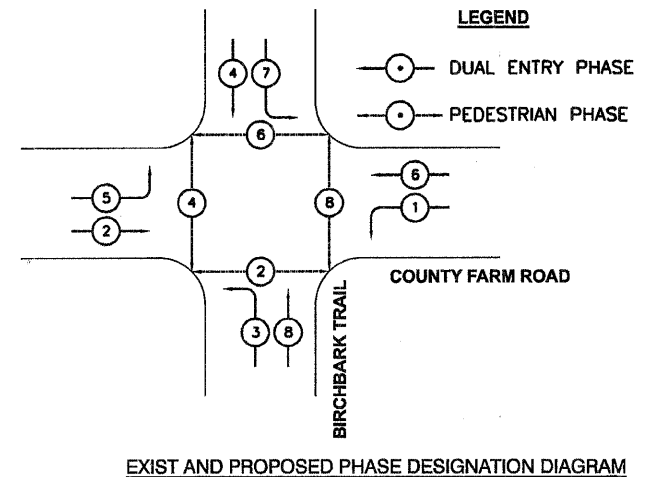 LEGEND
DUAL ENTRY PHASE
PEDESTRIAN PHASE
4 7
6
5
2
4
8
6
1
2
COUNTY FARM ROAD
3 8
BIRCHBARK TRAIL
EXIST AND PROPOSED PHASE DESIGNATION DIAGRAM